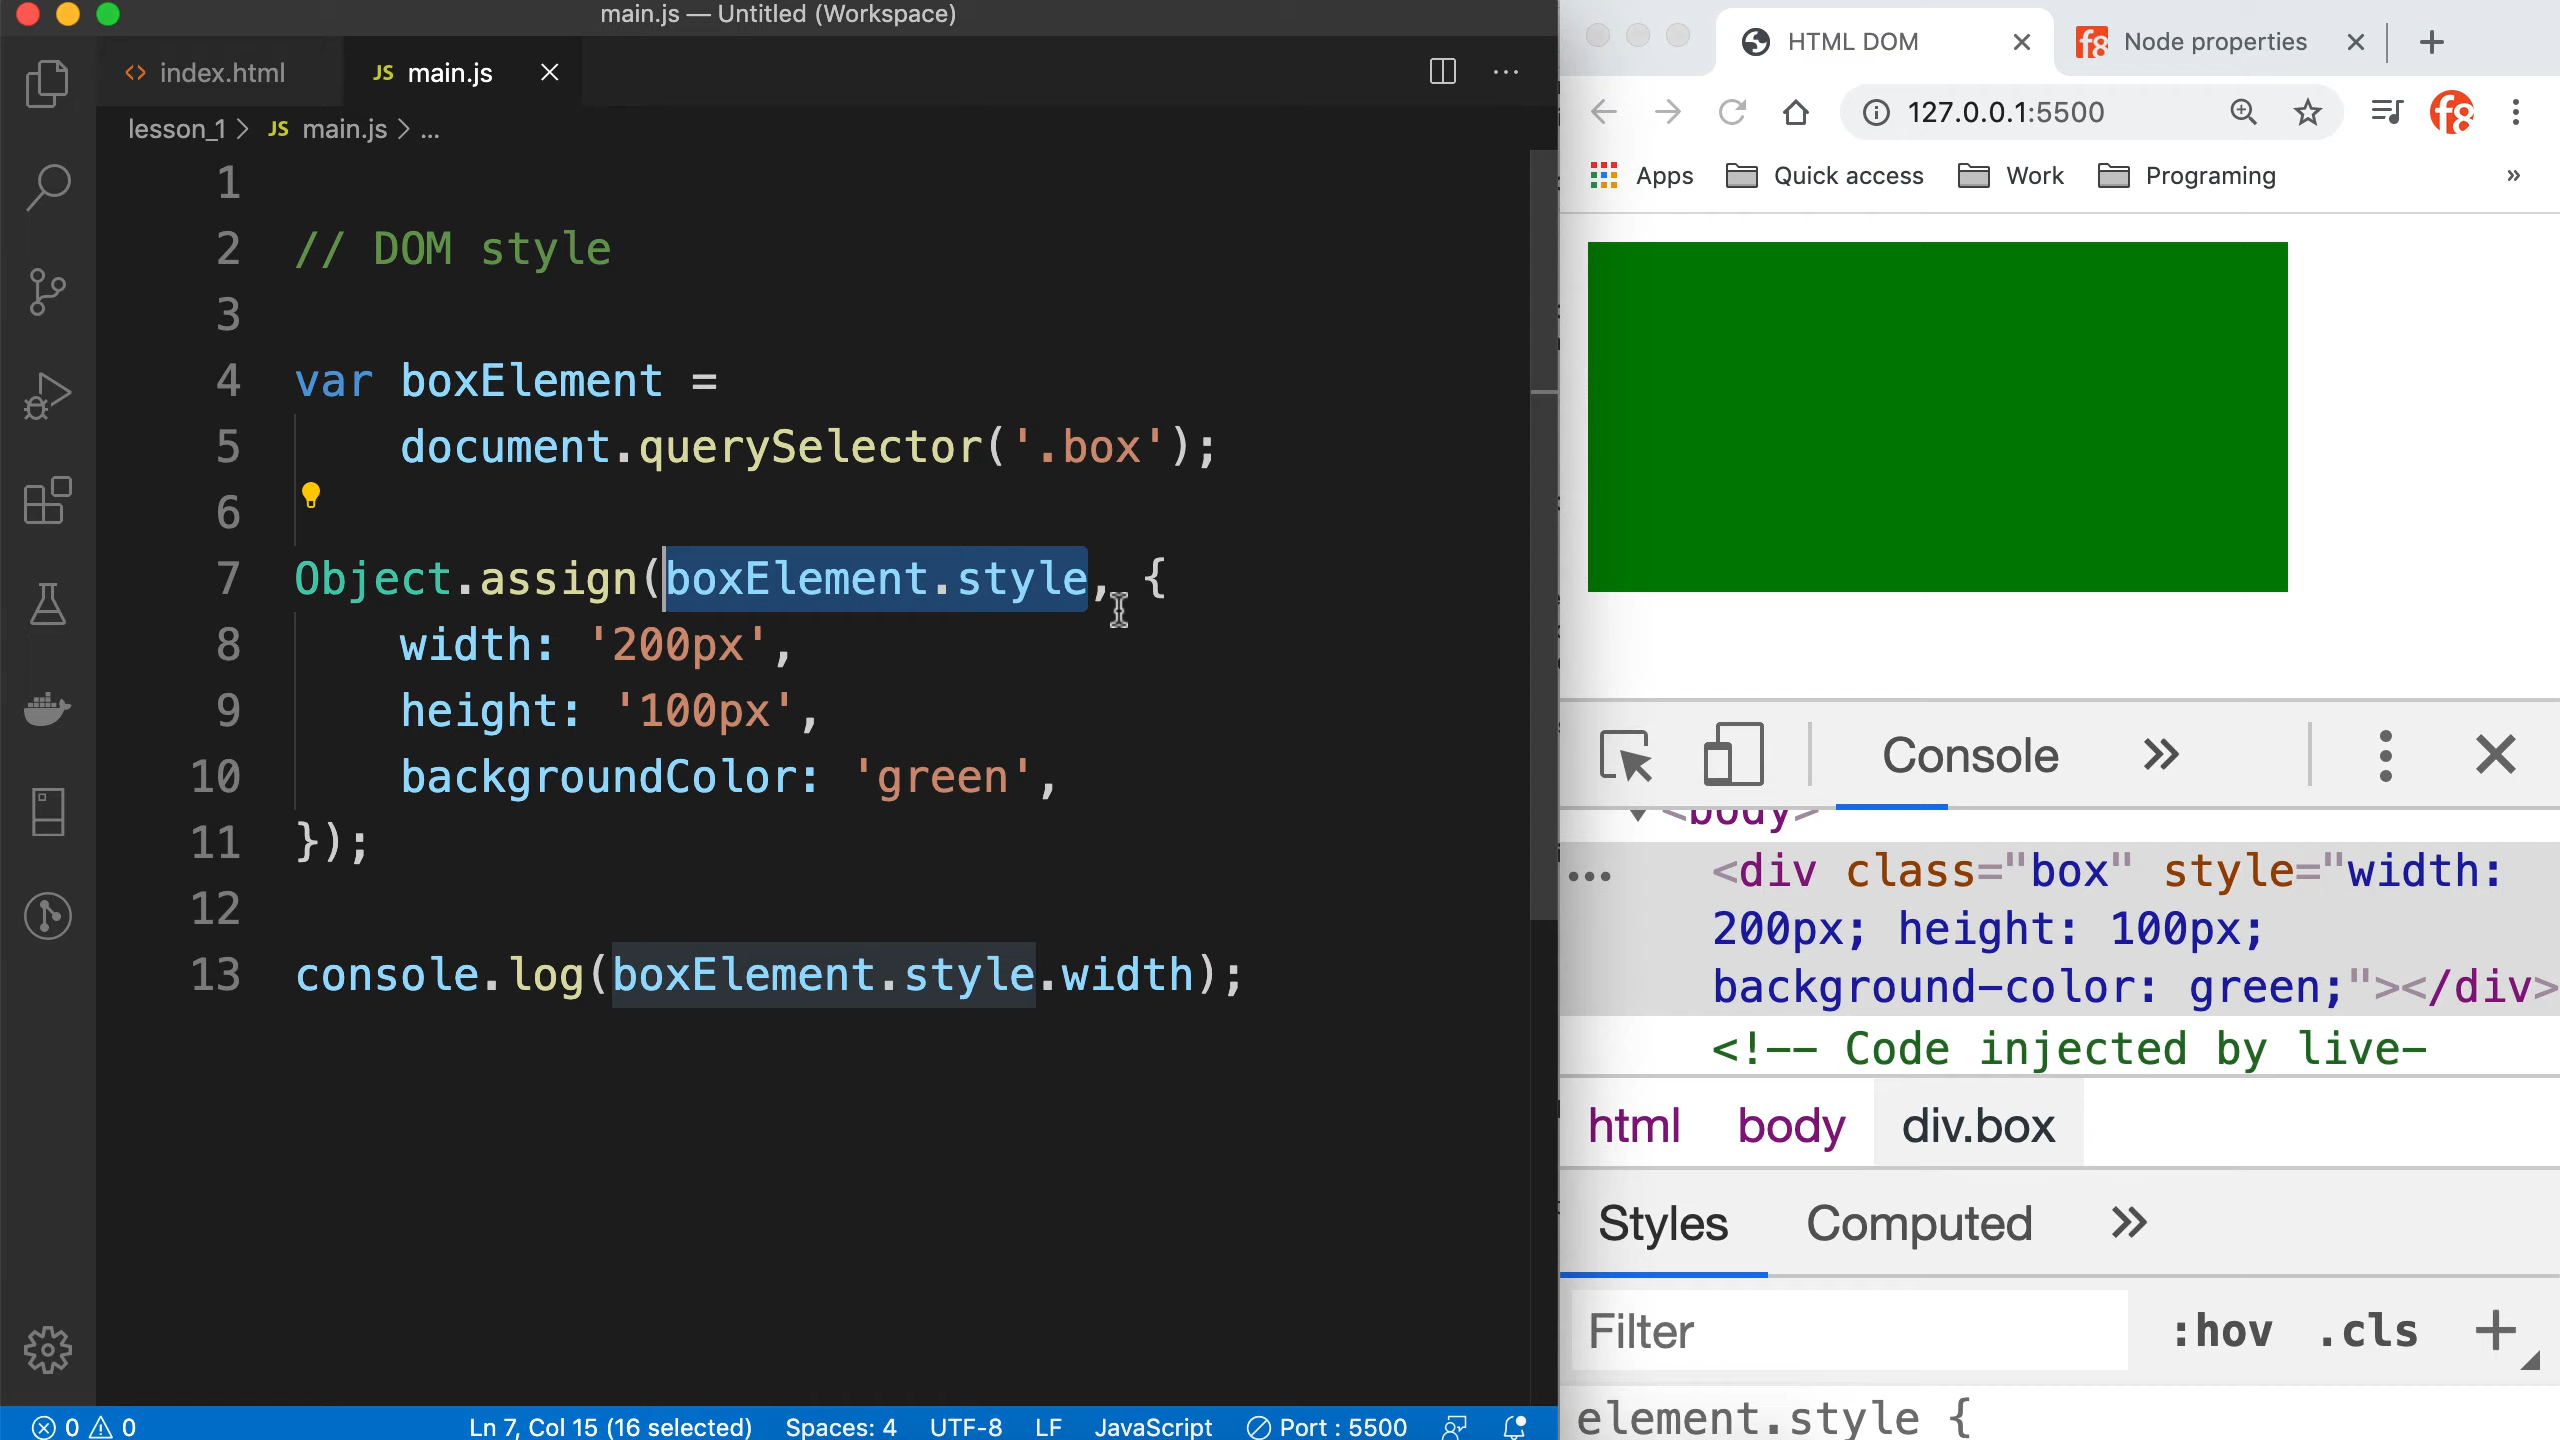 main.js — Untitled (Workspace)
<> index.html
JS main.js
lesson_1 > JS main.js > ...
1
2 // DOM style
3
4 var boxElement =
5 document.querySelector('.box');
6
7 Object.assign(boxElement.style, {
8 width: '200px',
9 height: '100px',
10 backgroundColor: 'green',
11 });
12
13 console.log(boxElement.style.width);
0 0
Ln 7, Col 15 (16 selected)
Spaces: 4
UTF-8
LF
JavaScript
Port : 5500
HTML DOM
f8 Node properties
127.0.0.1:5500
f8
Apps
Quick access
Work
Programing
»
Console
<body>
<div class="box" style="width:
200px; height: 100px;
background-color: green;"></div>
<!-- Code injected by live-
html body div.box
Styles Computed
Filter
:hov .cls +
element.style {